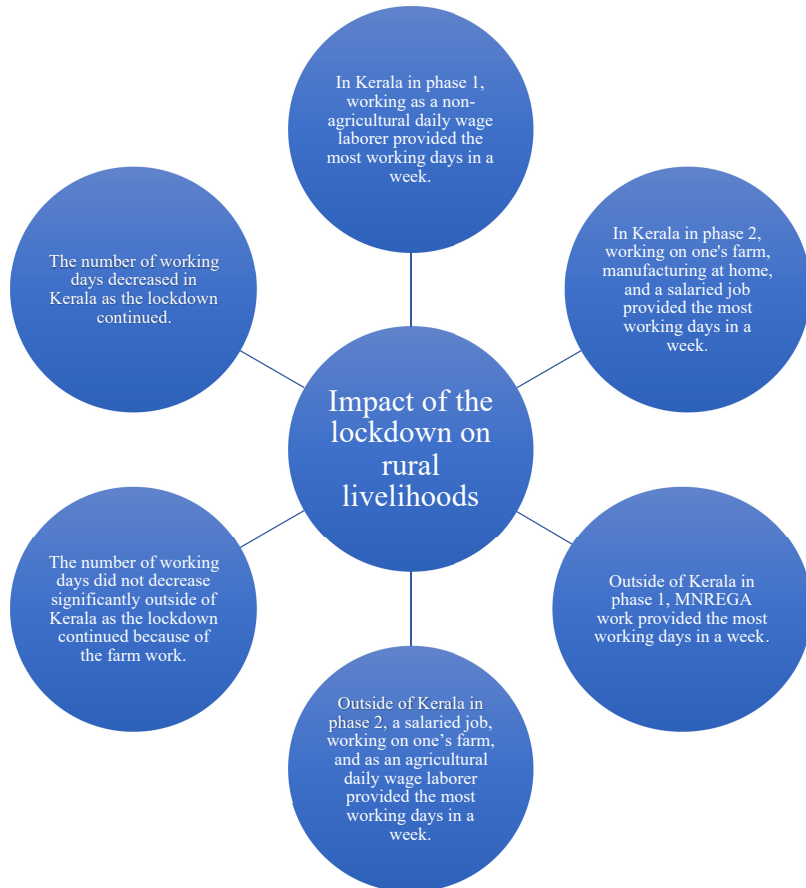 In Kerala in phase 1,
working as a non-
agricultural daily wage
laborer provided the
most working days in a
week.
In Kerala in phase 2,
working on one's farm,
manufacturing at home,
and a salaried job
provided the most
working days in a
week.
The number of working
days decreased in
Kerala as the lockdown
continued.
Impact of the
lockdown on
rural
livelihoods
The number of working
days did not decrease
significantly outside of
Kerala as the lockdown
continued because of
the farm work.
Outside of Kerala in
phase 1, MNREGA
work provided the most
working days in a week.
Outside of Kerala in
phase 2, a salaried job,
working on one’s farm,
and as an agricultural
daily wage laborer
provided the most
working days in a
week.